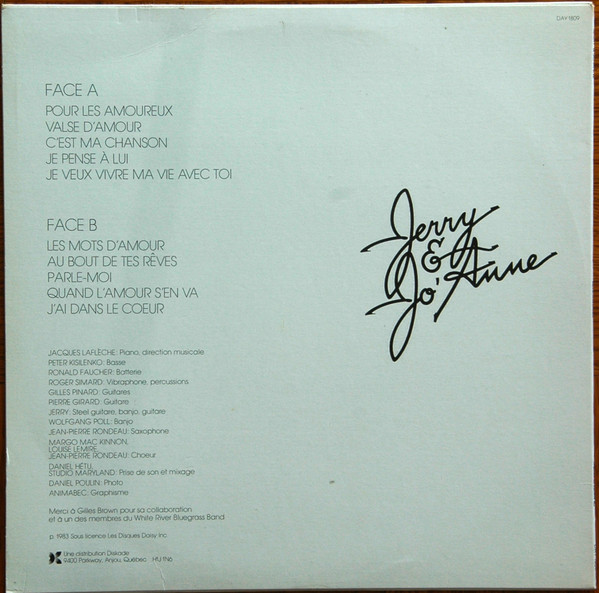 DAY-1809
FACE A
POUR LES AMOUREUX
VALSE D'AMOUR
C'EST MA CHANSON
JE PENSE À LUI
JE VEUX VIVRE MA VIE AVEC TOI
FACE B
LES MOTS D'AMOUR
AU BOUT DE TES RÊVES
PARLE-MOI
QUAND L'AMOUR S'EN VA
J'AI DANS LE COEUR
Jerry
&
Jo'Anne
JACQUES LAFLÈCHE: Piano, direction musicale
PETER KISILENKO: Basse
RONALD FAUCHER: Batterie
ROGER SIMARD: Vibraphone, percussions
GILLES PINARD: Guitares
PIERRE GIRARD: Guitare
JERRY: Steel guitare, banjo, guitare
WOLFGANG POLL: Banjo
JEAN-PIERRE RONDEAU: Saxophone
MARGO MAC KINNON,
LOUISE LEMIRE,
JEAN-PIERRE RONDEAU: Choeur
DANIEL HÉTU,
STUDIO MARYLAND: Prise de son et mixage
DANIEL POULIN: Photo
ANIMABEC: Graphisme
Merci à Gilles Brown pour sa collaboration
et à un des membres du White River Bluegrass Band
p. 1983 Sous licence Les Disques Daisy Inc.
Une distribution Diskade
9400 Parkway, Anjou, Québec H1J 1N6